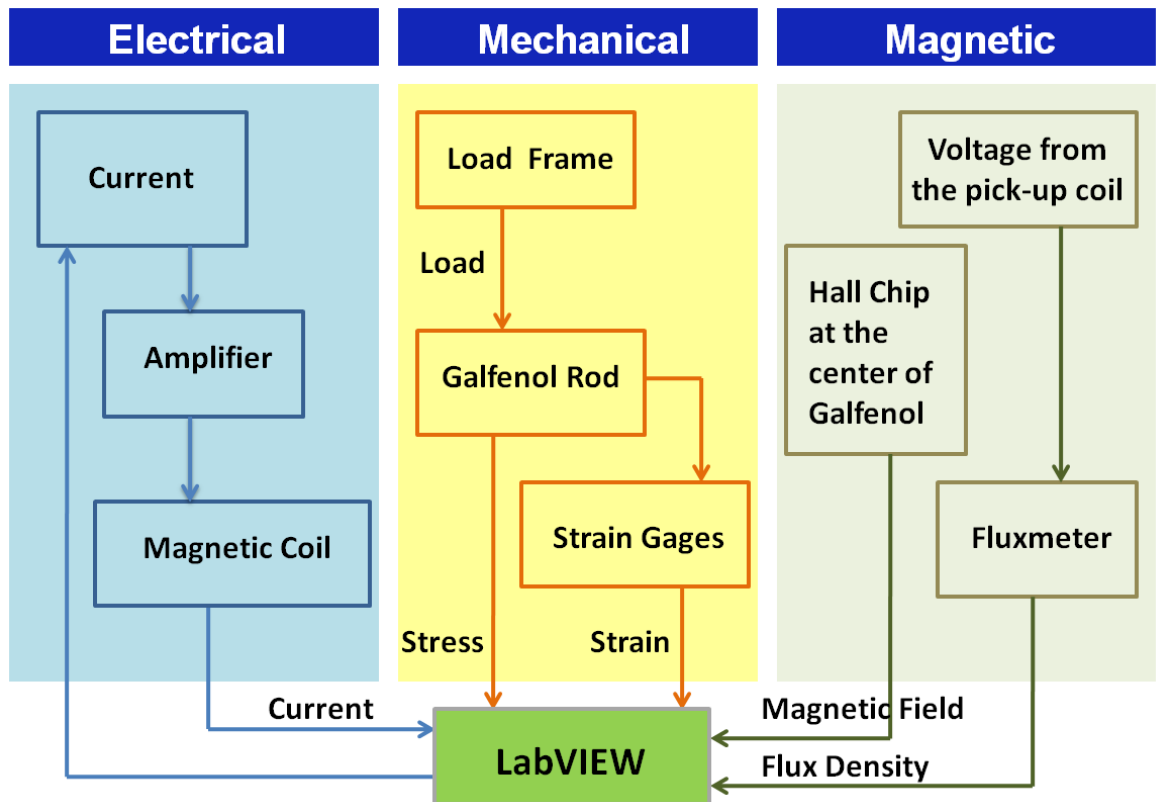 Electrical
Mechanical
Magnetic
Current
Amplifier
Magnetic Coil
Current
Load Frame
Load
Galfenol Rod
Strain Gages
Stress
Strain
Voltage from
the pick-up coil
Hall Chip
at the
center of
Galfenol
Fluxmeter
Magnetic Field
Flux Density
LabVIEW